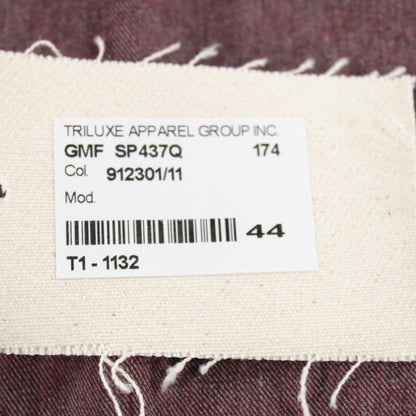 TRILUXE APPAREL GROUP INC.
GMF SP437Q 174
Col. 912301/11
Mod.
44
T1 - 1132